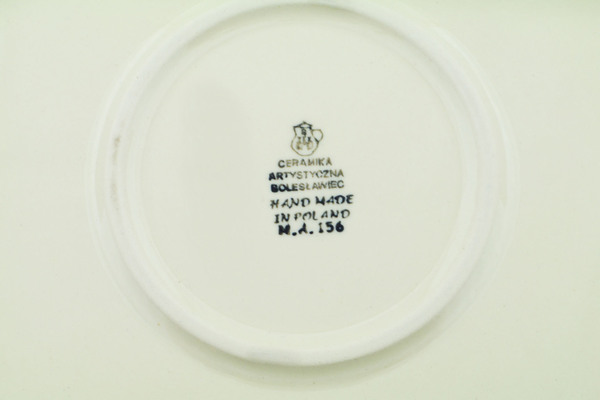 CERAMIKA
ARTYSTYCZNA
BOLESŁAWIEC
HAND MADE
IN POLAND
M.A. 156